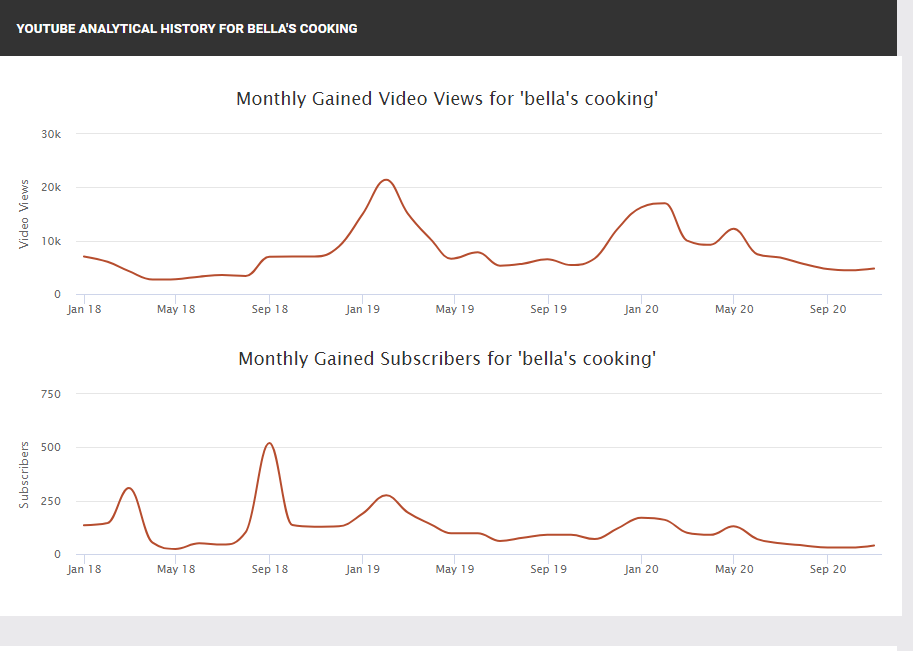 YOUTUBE ANALYTICAL HISTORY FOR BELLA'S COOKING
Monthly Gained Video Views for 'bella's cooking'
30k
20k
10k
0
Video Views
Jan 18 May 18 Sep 18 Jan 19 May 19 Sep 19 Jan 20 May 20 Sep 20
Monthly Gained Subscribers for 'bella's cooking'
750
500
250
0
Subscribers
Jan 18 May 18 Sep 18 Jan 19 May 19 Sep 19 Jan 20 May 20 Sep 20